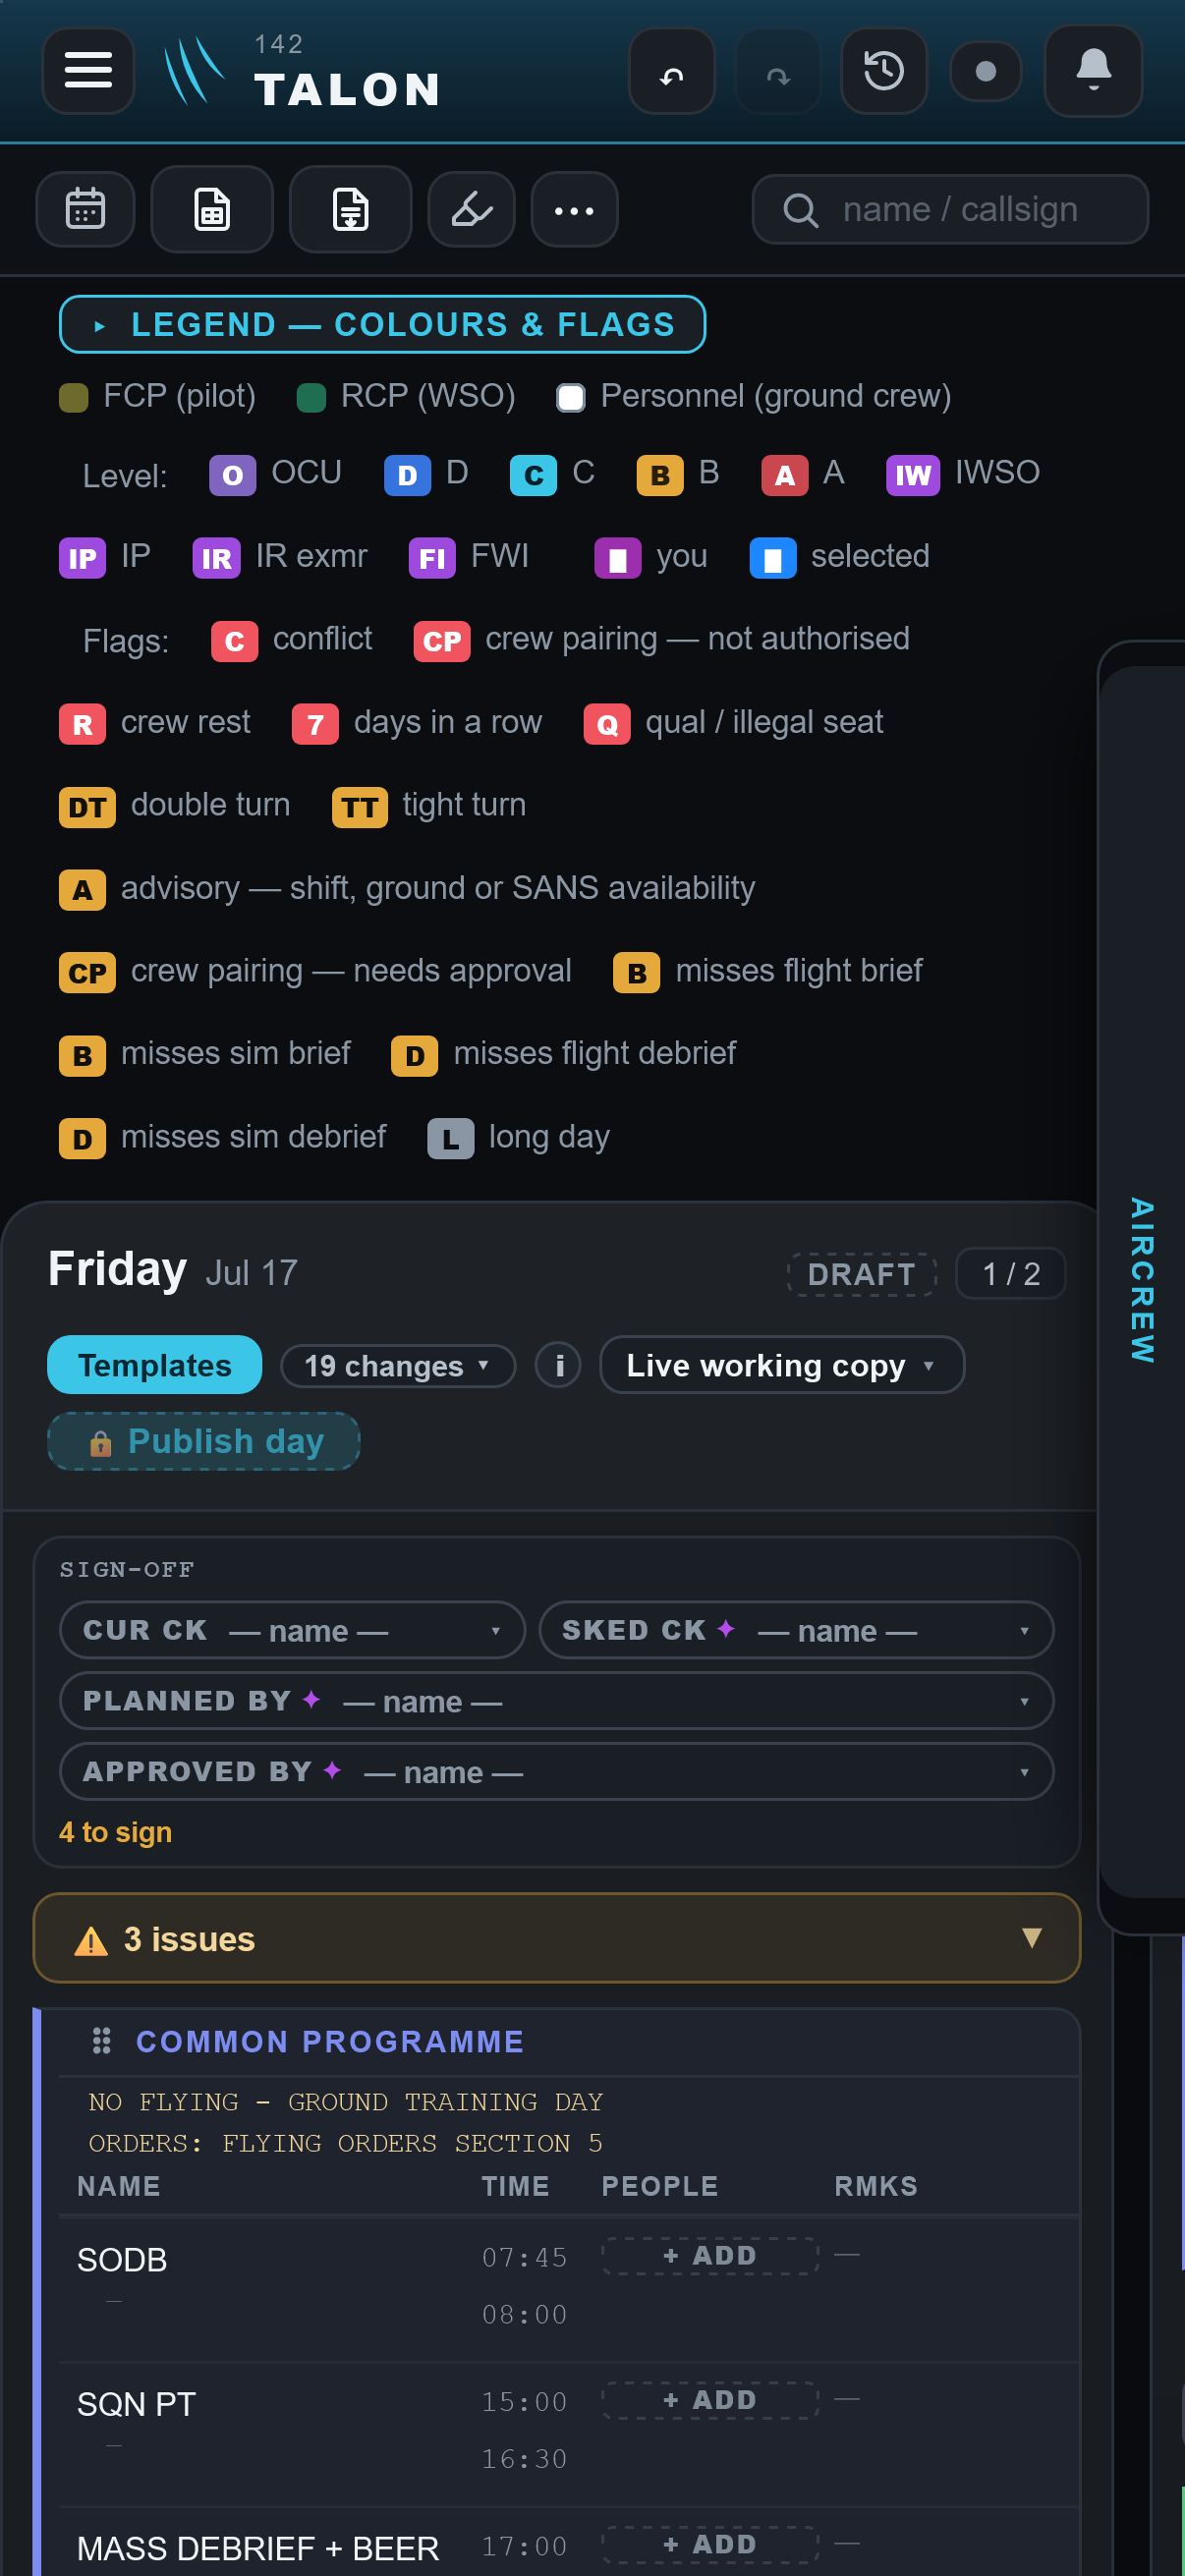 142
TALON
name / callsign
LEGEND — COLOURS & FLAGS
FCP (pilot) RCP (WSO) Personnel (ground crew)
Level: O OCU D D C C B B A A IW IWSO
IP IP IR IR exmr FI FWI you selected
Flags: C conflict CP crew pairing — not authorised
R crew rest 7 days in a row Q qual / illegal seat
DT double turn TT tight turn
A advisory — shift, ground or SANS availability
CP crew pairing — needs approval B misses flight brief
B misses sim brief D misses flight debrief
D misses sim debrief L long day
AIRCREW
Friday Jul 17 DRAFT 1 / 2
Templates 19 changes i Live working copy
Publish day
SIGN-OFF
CUR CK — name — SKED CK — name —
PLANNED BY — name —
APPROVED BY — name —
4 to sign
3 issues
COMMON PROGRAMME
NO FLYING - GROUND TRAINING DAY
ORDERS: FLYING ORDERS SECTION 5
NAME TIME PEOPLE RMKS
SODB 07:45 + ADD —
— 08:00
SQN PT 15:00 + ADD —
— 16:30
MASS DEBRIEF + BEER 17:00 + ADD —